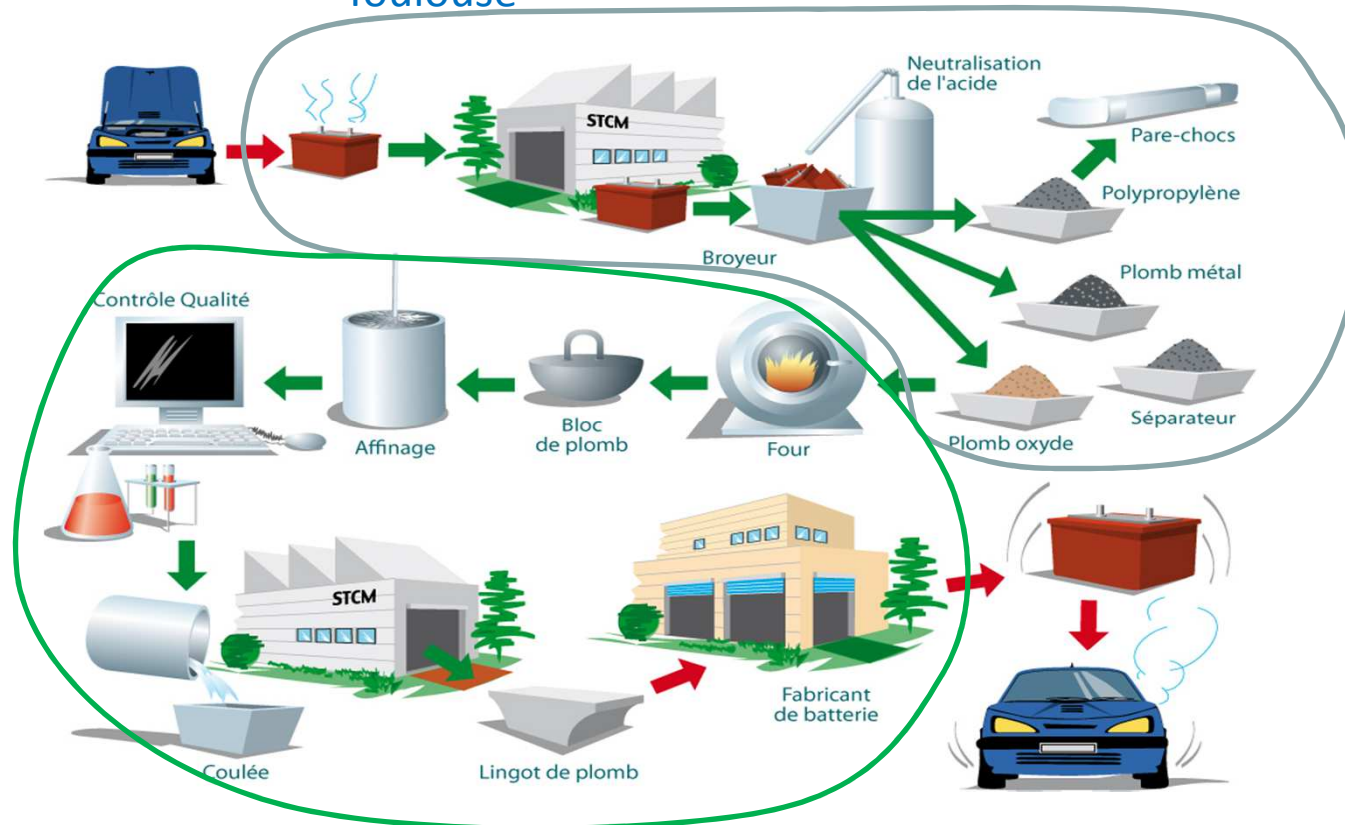 Toulouse
Neutralisation
de l'acide
STCM
Pare-chocs
Polypropylène
Broyeur
Plomb métal
Contrôle Qualité
Séparateur
Affinage
Bloc
de plomb
Four
Plomb oxyde
STCM
Fabricant
de batterie
Coulée
Lingot de plomb